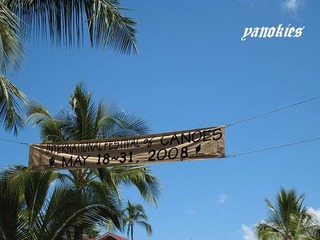 yanokies
INTERNATIONAL FESTIVAL of CANOES
MAY 18~31, 2008